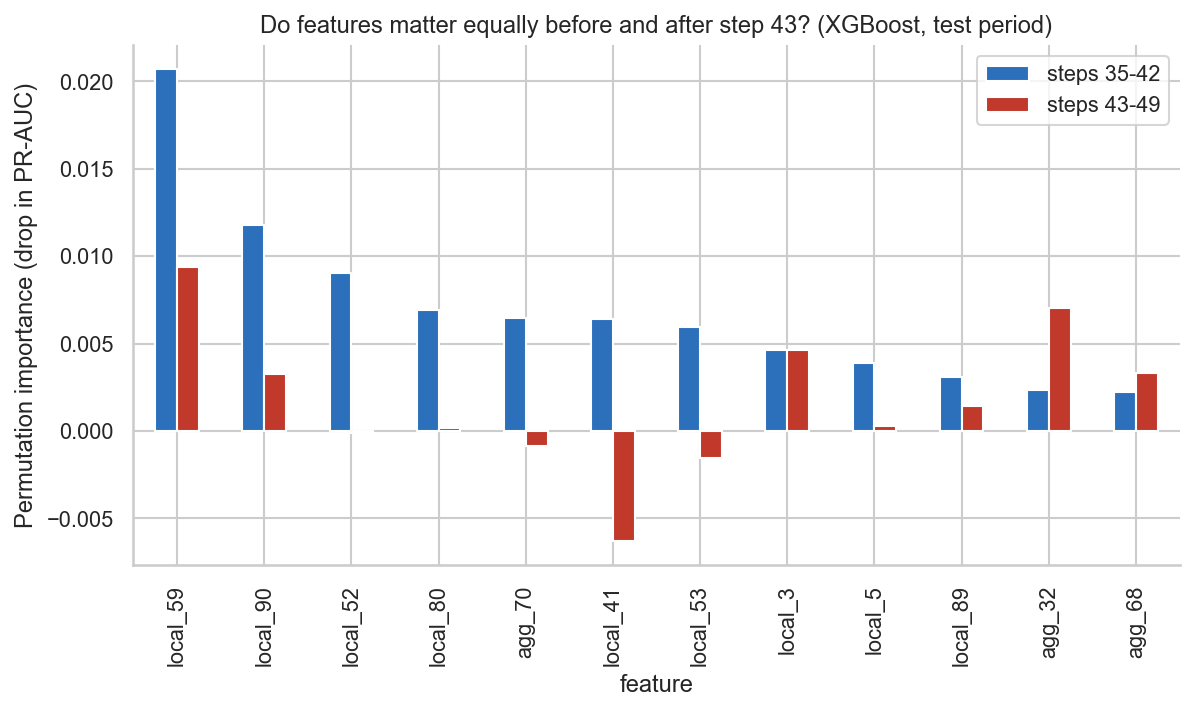 Do features matter equally before and after step 43? (XGBoost, test period)
steps 35-42
steps 43-49
Permutation importance (drop in PR-AUC)
0.020
0.015
0.010
0.005
0.000
−0.005
local_59
local_90
local_52
local_80
agg_70
local_41
local_53
local_3
local_5
local_89
agg_32
agg_68
feature